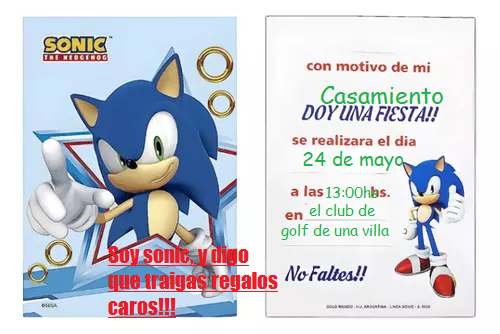 SONIC
THE HEDGEHOG
Soy sonic, y digo
que traigas regalos
caros!!!
©SEGA
con motivo de mi
Casamiento
DOY UNA FIESTA!!
se realizara el día
24 de mayo
a las 13:00hs hs.
en el club de
golf de una villa
No Faltes!!